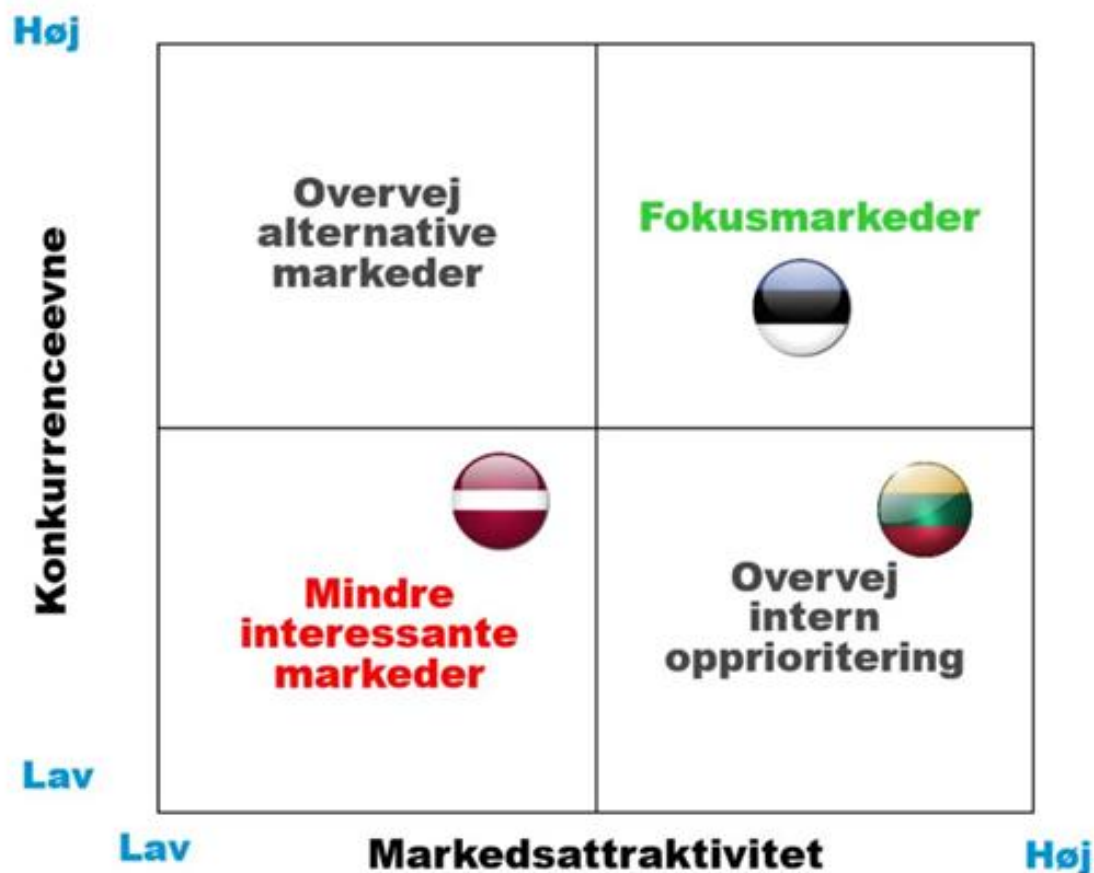 Høj
Overvej
alternative
markeder
Fokusmarkeder
Konkurrenceevne
Mindre
interessante
markeder
Overvej
intern
opprioritering
Lav
Lav
Markedsattraktivitet
Høj